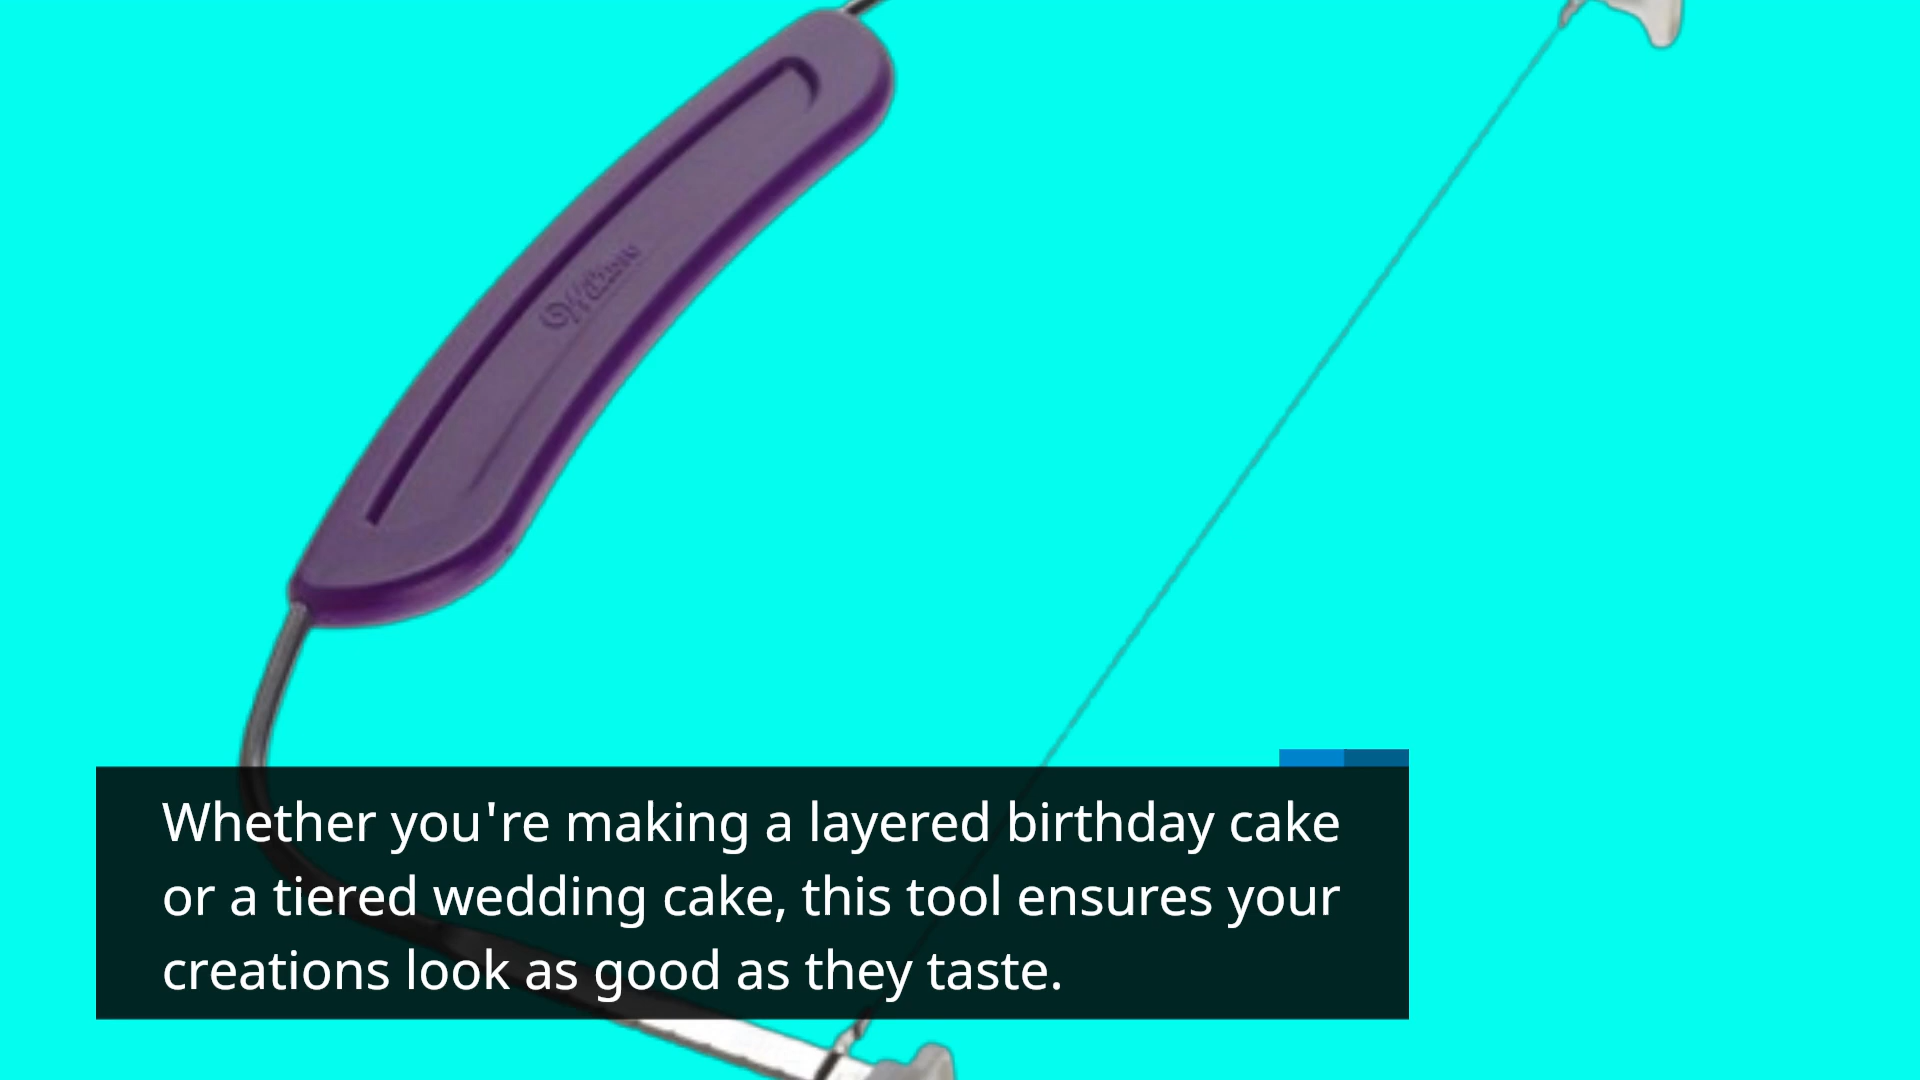 Wilton
Whether you're making a layered birthday cake
or a tiered wedding cake, this tool ensures your
creations look as good as they taste.